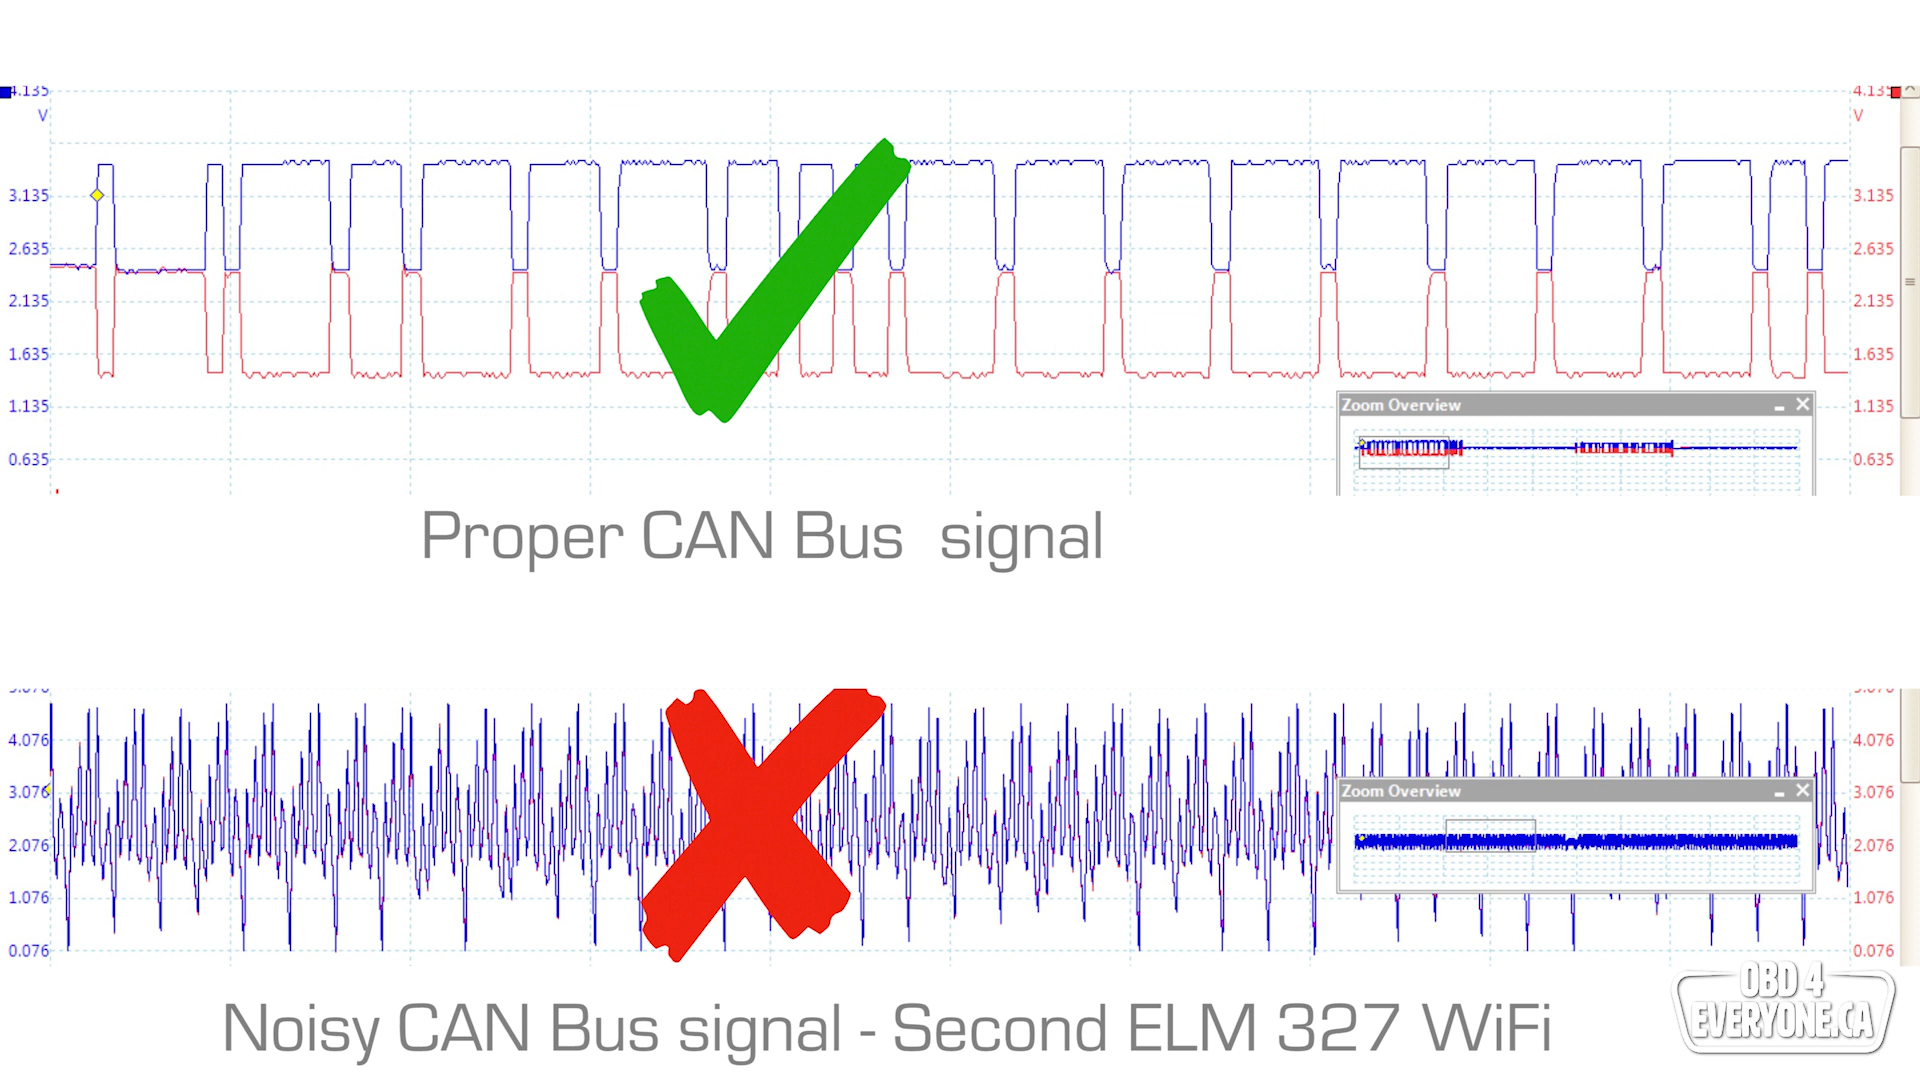 4.135 4.135
V V
3.135 3.135
2.635 2.635
2.135 2.135
1.635 1.635
1.135 1.135
Zoom Overview
0.635 0.635
Proper CAN Bus signal
4.076 4.076
3.076 3.076
Zoom Overview
2.076 2.076
1.076 1.076
0.076 0.076
OBD 4
EVERYONE.CA
Noisy CAN Bus signal - Second ELM 327 WiFi